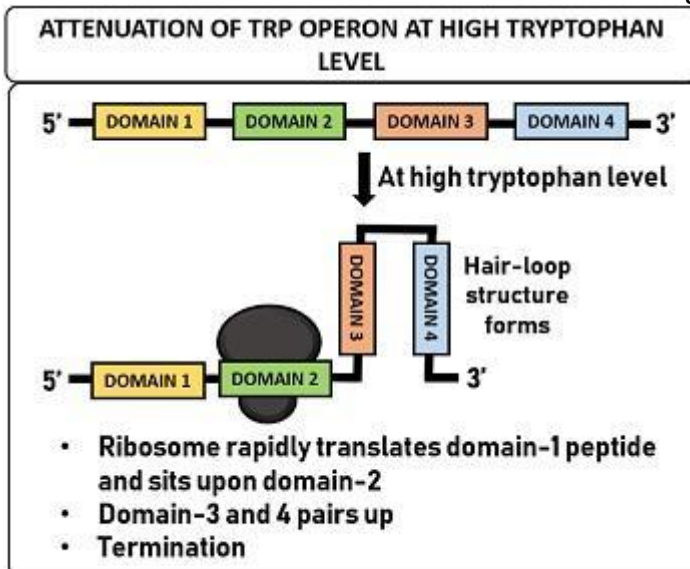 ATTENUATION OF TRP OPERON AT HIGH TRYPTOPHAN
LEVEL
5' DOMAIN 1 DOMAIN 2 DOMAIN 3 DOMAIN 4 3'
At high tryptophan level
DOMAIN 3
DOMAIN 4
Hair-loop
structure
forms
5' DOMAIN 1 DOMAIN 2 3'
• Ribosome rapidly translates domain-1 peptide
and sits upon domain-2
• Domain-3 and 4 pairs up
• Termination